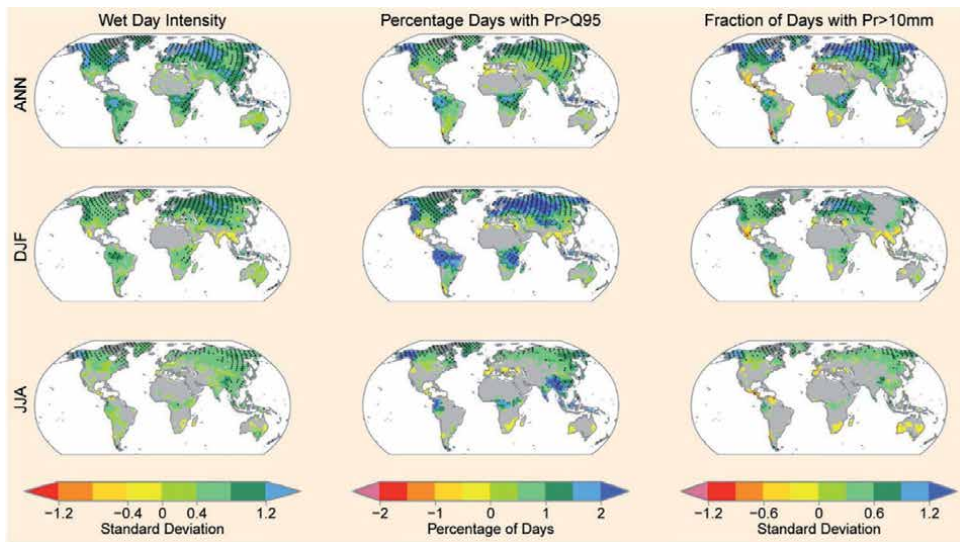 Wet Day Intensity
Percentage Days with Pr>Q95
Fraction of Days with Pr>10mm
ANN
DJF
JJA
−1.2 −0.4 0 0.4 1.2
Standard Deviation
−2 −1 0 1 2
Percentage of Days
−1.2 −0.6 0 0.6 1.2
Standard Deviation